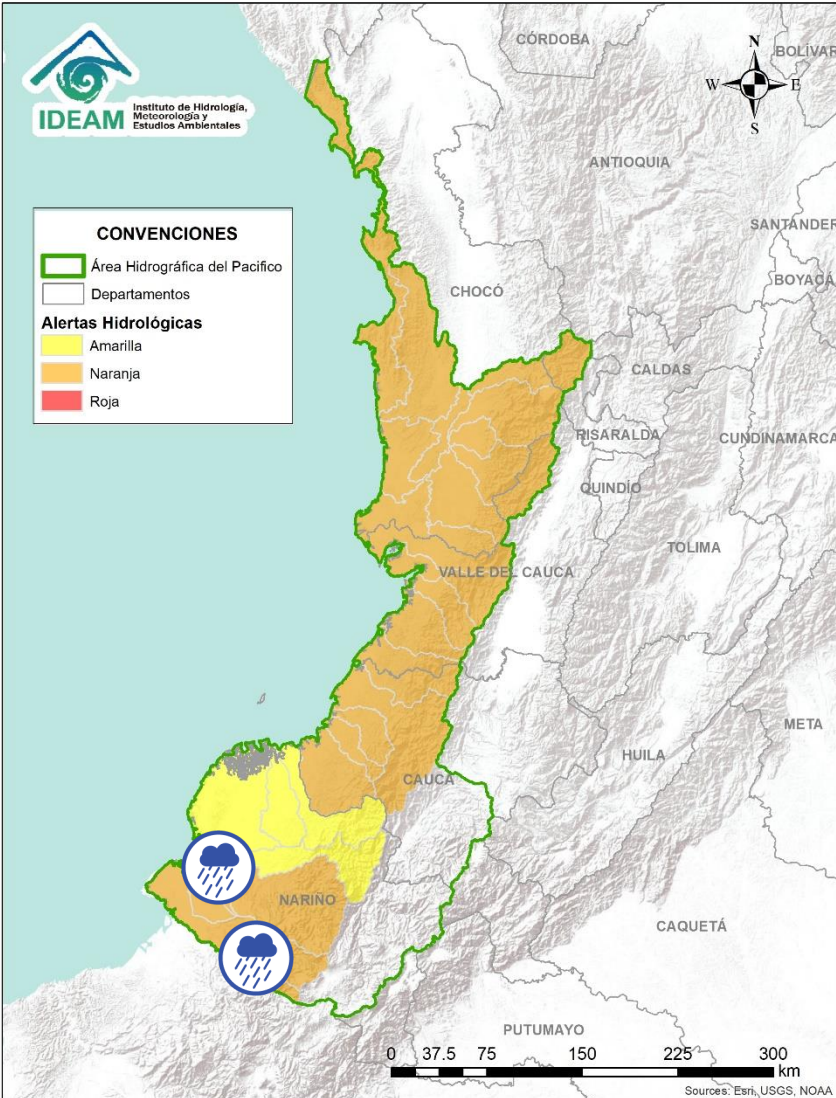 IDEAM
Instituto de Hidrología,
Meteorología y
Estudios Ambientales
CÓRDOBA
BOLÍVAR
N
W
E
S
ANTIOQUIA
SANTANDER
BOYACÁ
CONVENCIONES
Área Hidrográfica del Pacifico
Departamentos
Alertas Hidrológicas
Amarilla
Naranja
Roja
CHOCÓ
CALDAS
RISARALDA
CUNDINAMARCA
QUINDÍO
TOLIMA
VALLE DEL CAUCA
META
HUILA
CAUCA
NARIÑO
CAQUETÁ
PUTUMAYO
0 37.5 75 150 225 300
km
Sources: Esri, USGS, NOAA